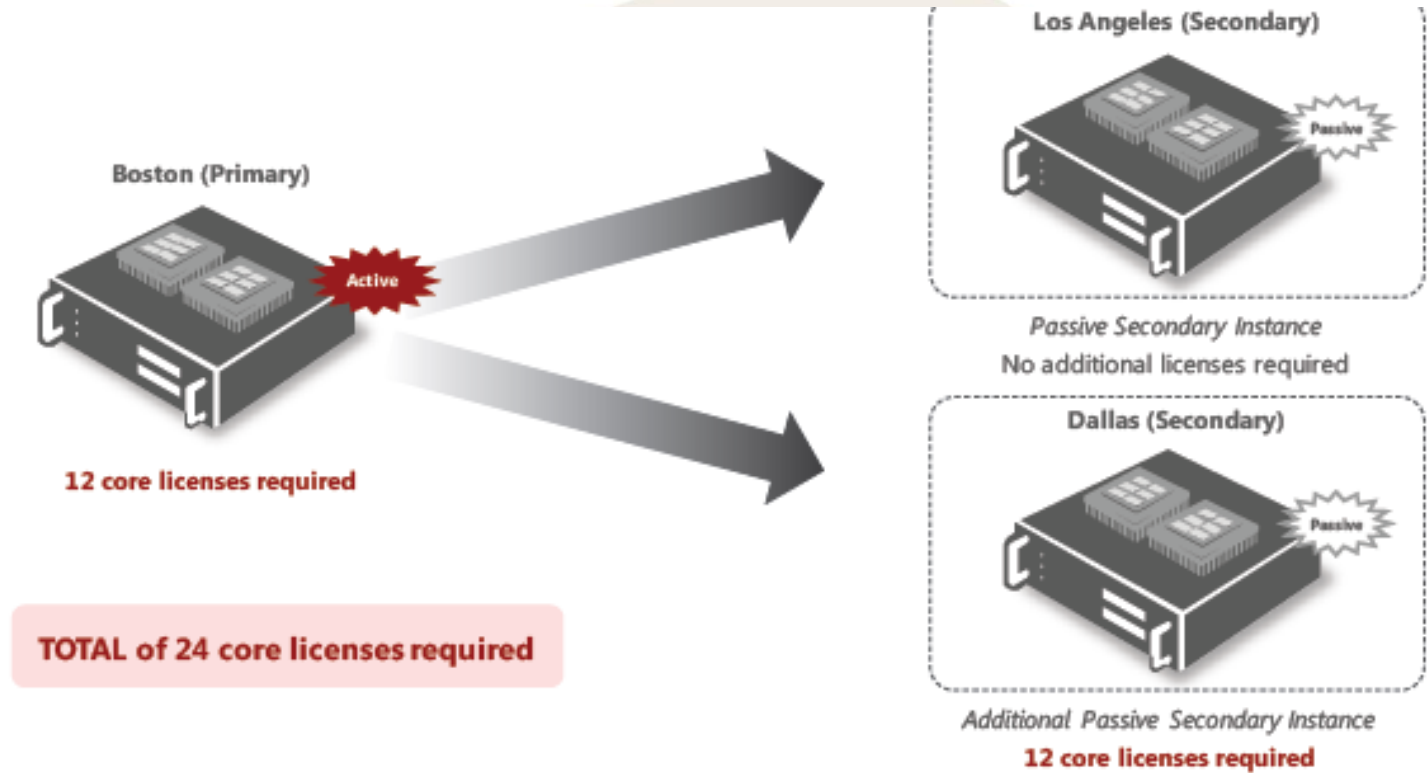 Boston (Primary)
Active
12 core licenses required
TOTAL of 24 core licenses required
Los Angeles (Secondary)
Passive
Passive Secondary Instance
No additional licenses required
Dallas (Secondary)
Passive
Additional Passive Secondary Instance
12 core licenses required